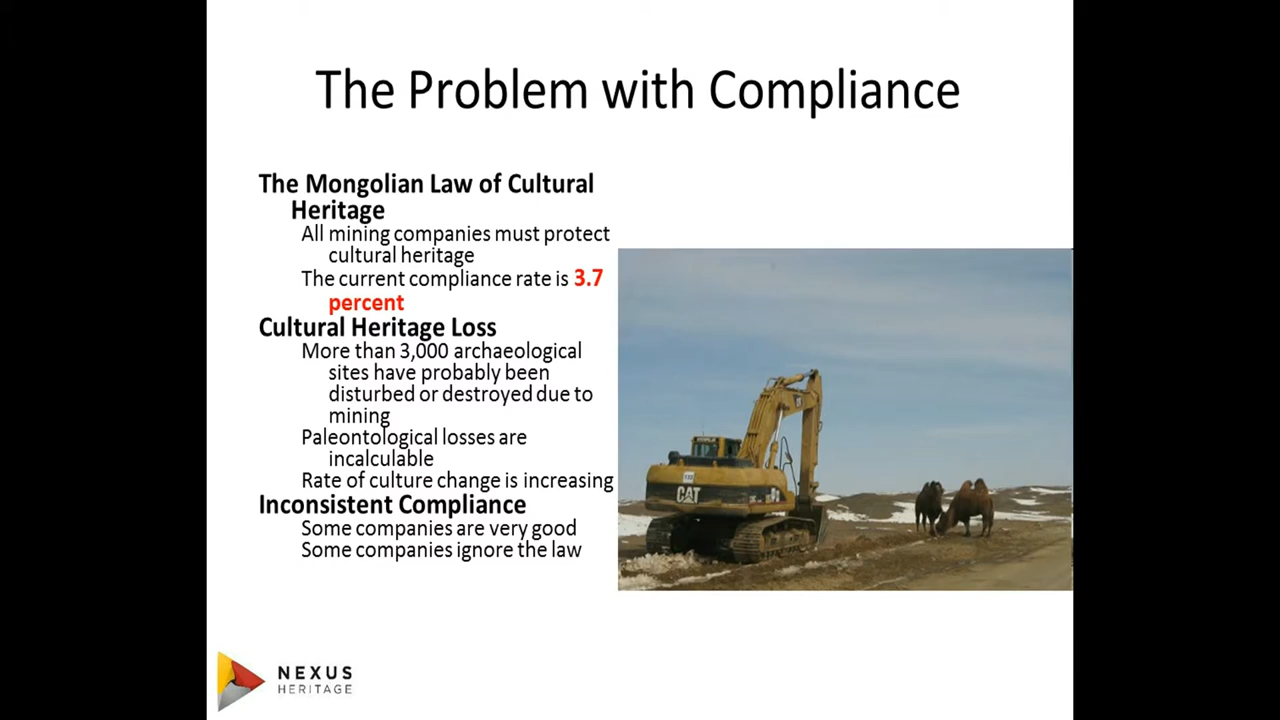 The Problem with Compliance
The Mongolian Law of Cultural
Heritage
All mining companies must protect
cultural heritage
The current compliance rate is 3.7
percent
Cultural Heritage Loss
More than 3,000 archaeological
sites have probably been
disturbed or destroyed due to
mining
Paleontological losses are
incalculable
Rate of culture change is increasing
Inconsistent Compliance
Some companies are very good
Some companies ignore the law
CAT
NEXUS
HERITAGE